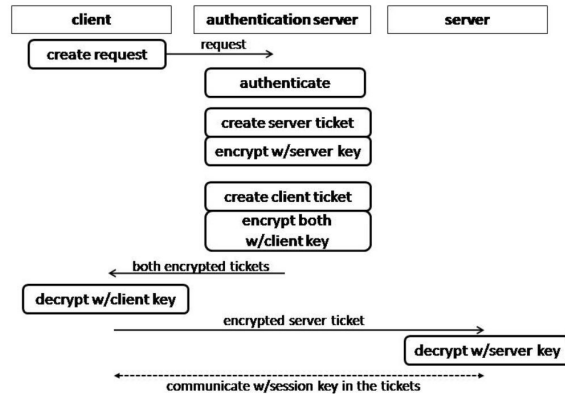 client
authentication server
server
create request
request
authenticate
create server ticket
encrypt w/server key
create client ticket
encrypt both
w/client key
both encrypted tickets
decrypt w/client key
encrypted server ticket
decrypt w/server key
communicate w/session key in the tickets